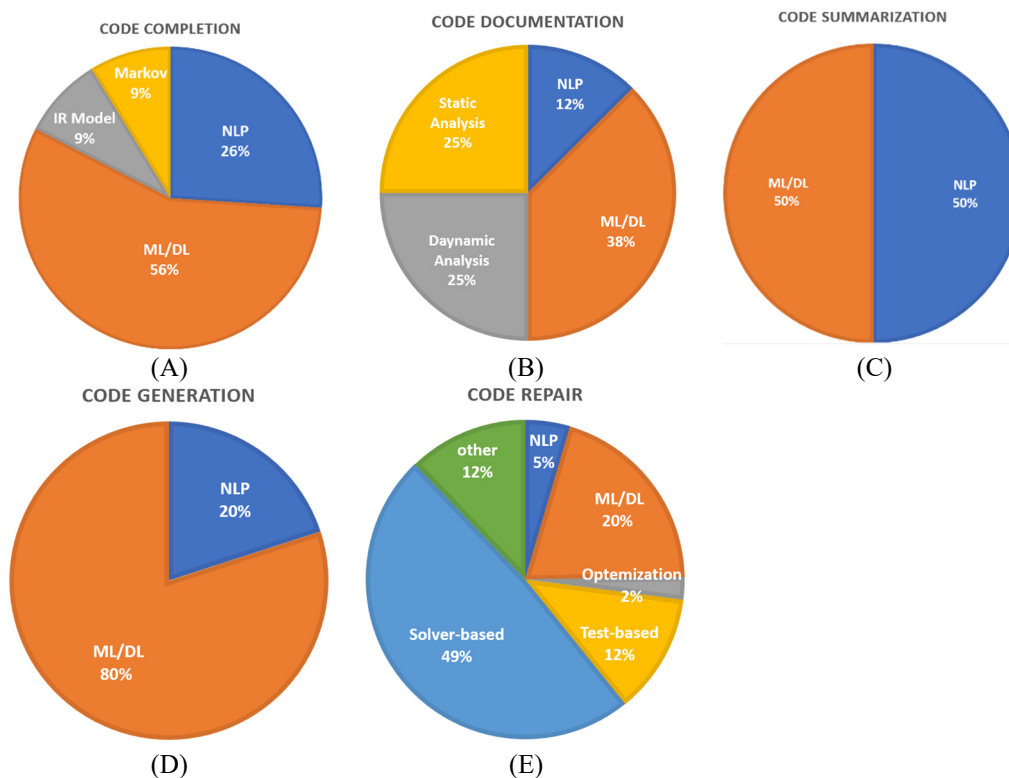 CODE COMPLETION
Markov
9%
IR Model
9%
NLP
26%
ML/DL
56%
(A)
CODE DOCUMENTATION
Static
Analysis
25%
NLP
12%
ML/DL
38%
Daynamic
Analysis
25%
(B)
CODE SUMMARIZATION
ML/DL
50%
NLP
50%
(C)
CODE GENERATION
NLP
20%
ML/DL
80%
(D)
CODE REPAIR
other
12%
NLP
5%
ML/DL
20%
Optemization
2%
Test-based
12%
Solver-based
49%
(E)